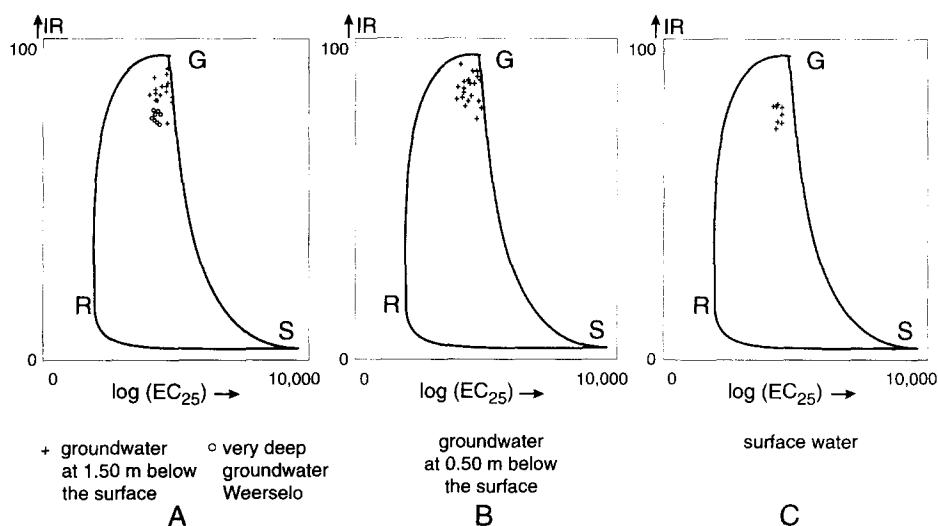 IR
100
G
R
S
0
0
10,000
log (EC₂₅)
+ groundwater
at 1.50 m below
the surface
o very deep
groundwater
Weerselo
A
IR
100
G
R
S
0
0
10,000
log (EC₂₅)
groundwater
at 0.50 m below
the surface
B
IR
100
G
R
S
0
0
10,000
log (EC₂₅)
surface water
C